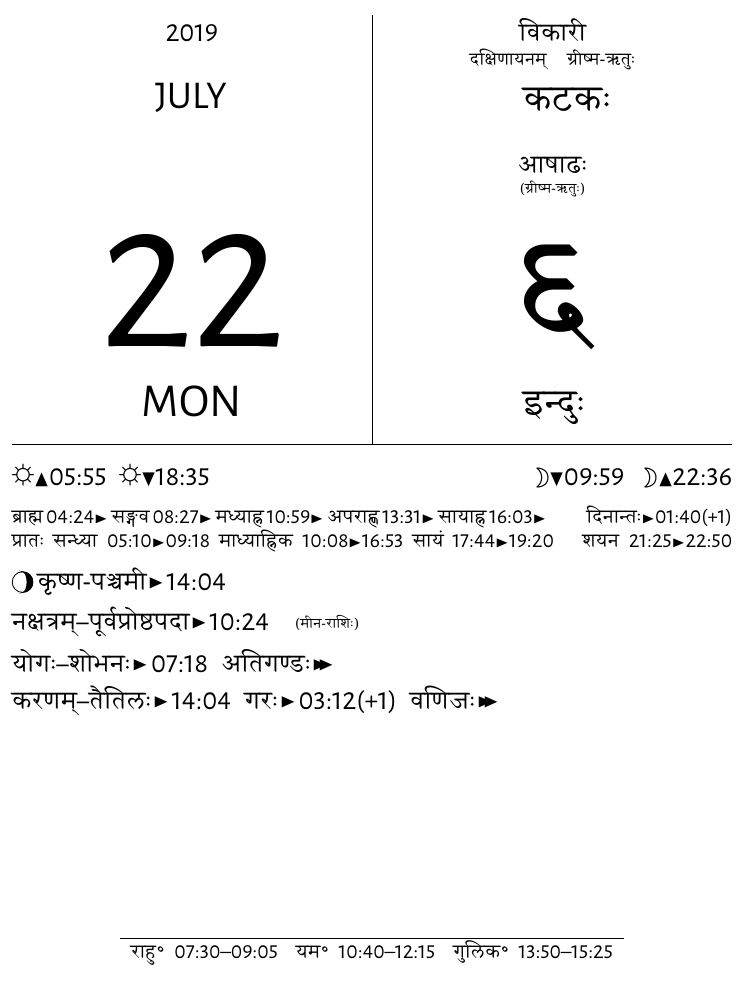 2019
JULY
22
MON
विकारी
दक्षिणायनम् ग्रीष्म-ऋतुः
कटकः
आषाढः
(ग्रीष्म-ऋतुः)
६
इन्दुः
☼▲05:55 ☼▼18:35 ☽▼09:59 ☽▲22:36
ब्राह्म 04:24► सङ्गव 08:27► मध्याह्न 10:59► अपराह्ण 13:31► सायाह्न 16:03► दिनान्तः►01:40(+1)
प्रातः सन्ध्या 05:10►09:18 माध्याह्निक 10:08►16:53 सायं 17:44►19:20 शयन 21:25►22:50
कृष्ण-पञ्चमी►14:04
नक्षत्रम्–पूर्वप्रोष्ठपदा►10:24 (मीन-राशिः)
योगः–शोभनः► 07:18 अतिगण्डः►►
करणम्–तैतिलः►14:04 गरः►03:12(+1) वणिजः►►
राहु° 07:30–09:05 यम° 10:40–12:15 गुलिक° 13:50–15:25